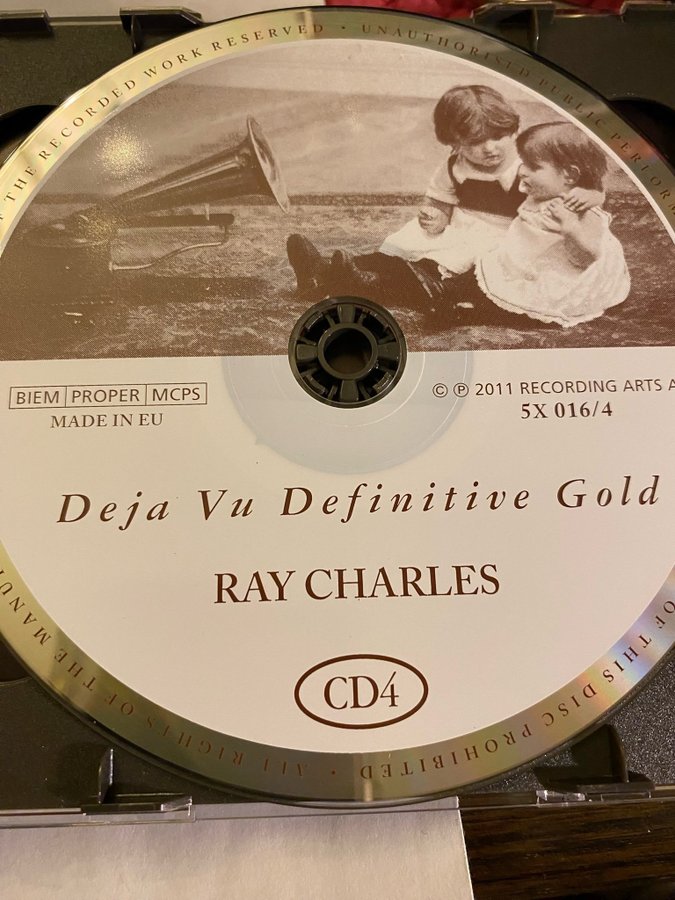 F THE RECORDED WORK RESERVED • UNAUTHORISED PUBLIC PERFORM
BIEM PROPER MCPS
MADE IN EU
© ℗ 2011 RECORDING ARTS A
5X 016/4
Deja Vu Definitive Gold
RAY CHARLES
CD4
OF THIS DISC PROHIBITED • ALL RIGHTS OF THE MANU